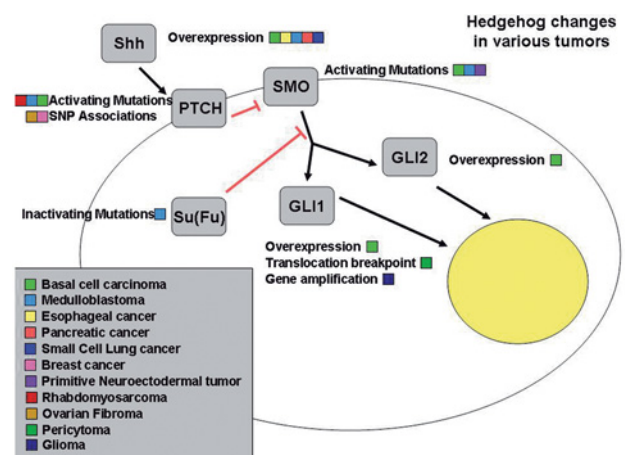 Hedgehog changes
in various tumors
Shh
Overexpression
SMO
Activating Mutations
PTCH
Activating Mutations
SNP Associations
GLI2
Overexpression
Inactivating Mutations
Su(Fu)
GLI1
Overexpression
Translocation breakpoint
Gene amplification
Basal cell carcinoma
Medulloblastoma
Esophageal cancer
Pancreatic cancer
Small Cell Lung cancer
Breast cancer
Primitive Neuroectodermal tumor
Rhabdomyosarcoma
Ovarian Fibroma
Pericytoma
Glioma